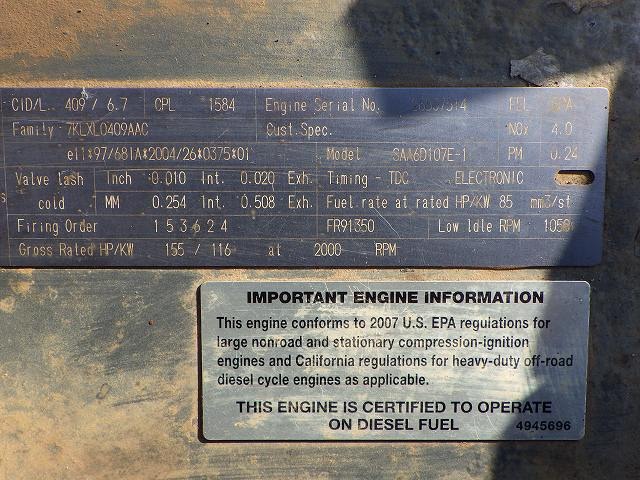 CID/L. 409 / 6.7 CPL 1584 Engine Serial No.
Family 7KLXL0409AAC Cust.Spec. NOx 4.0
e11*97/68IA*2004/26*0375*01 Model SAA6D107E-1 PM 0.24
Valve lash Inch 0.010 Int. 0.020 Exh. Timing - TDC ELECTRONIC
cold MM 0.254 Int. 0.508 Exh. Fuel rate at rated HP/KW 85 mm3/st
Firing Order 1 5 3 6 2 4 FR91350 Low Idle RPM
Gross Rated HP/KW 155 / 116 at 2000 RPM
IMPORTANT ENGINE INFORMATION
This engine conforms to 2007 U.S. EPA regulations for
large nonroad and stationary compression-ignition
engines and California regulations for heavy-duty off-road
diesel cycle engines as applicable.
THIS ENGINE IS CERTIFIED TO OPERATE
ON DIESEL FUEL 4945696